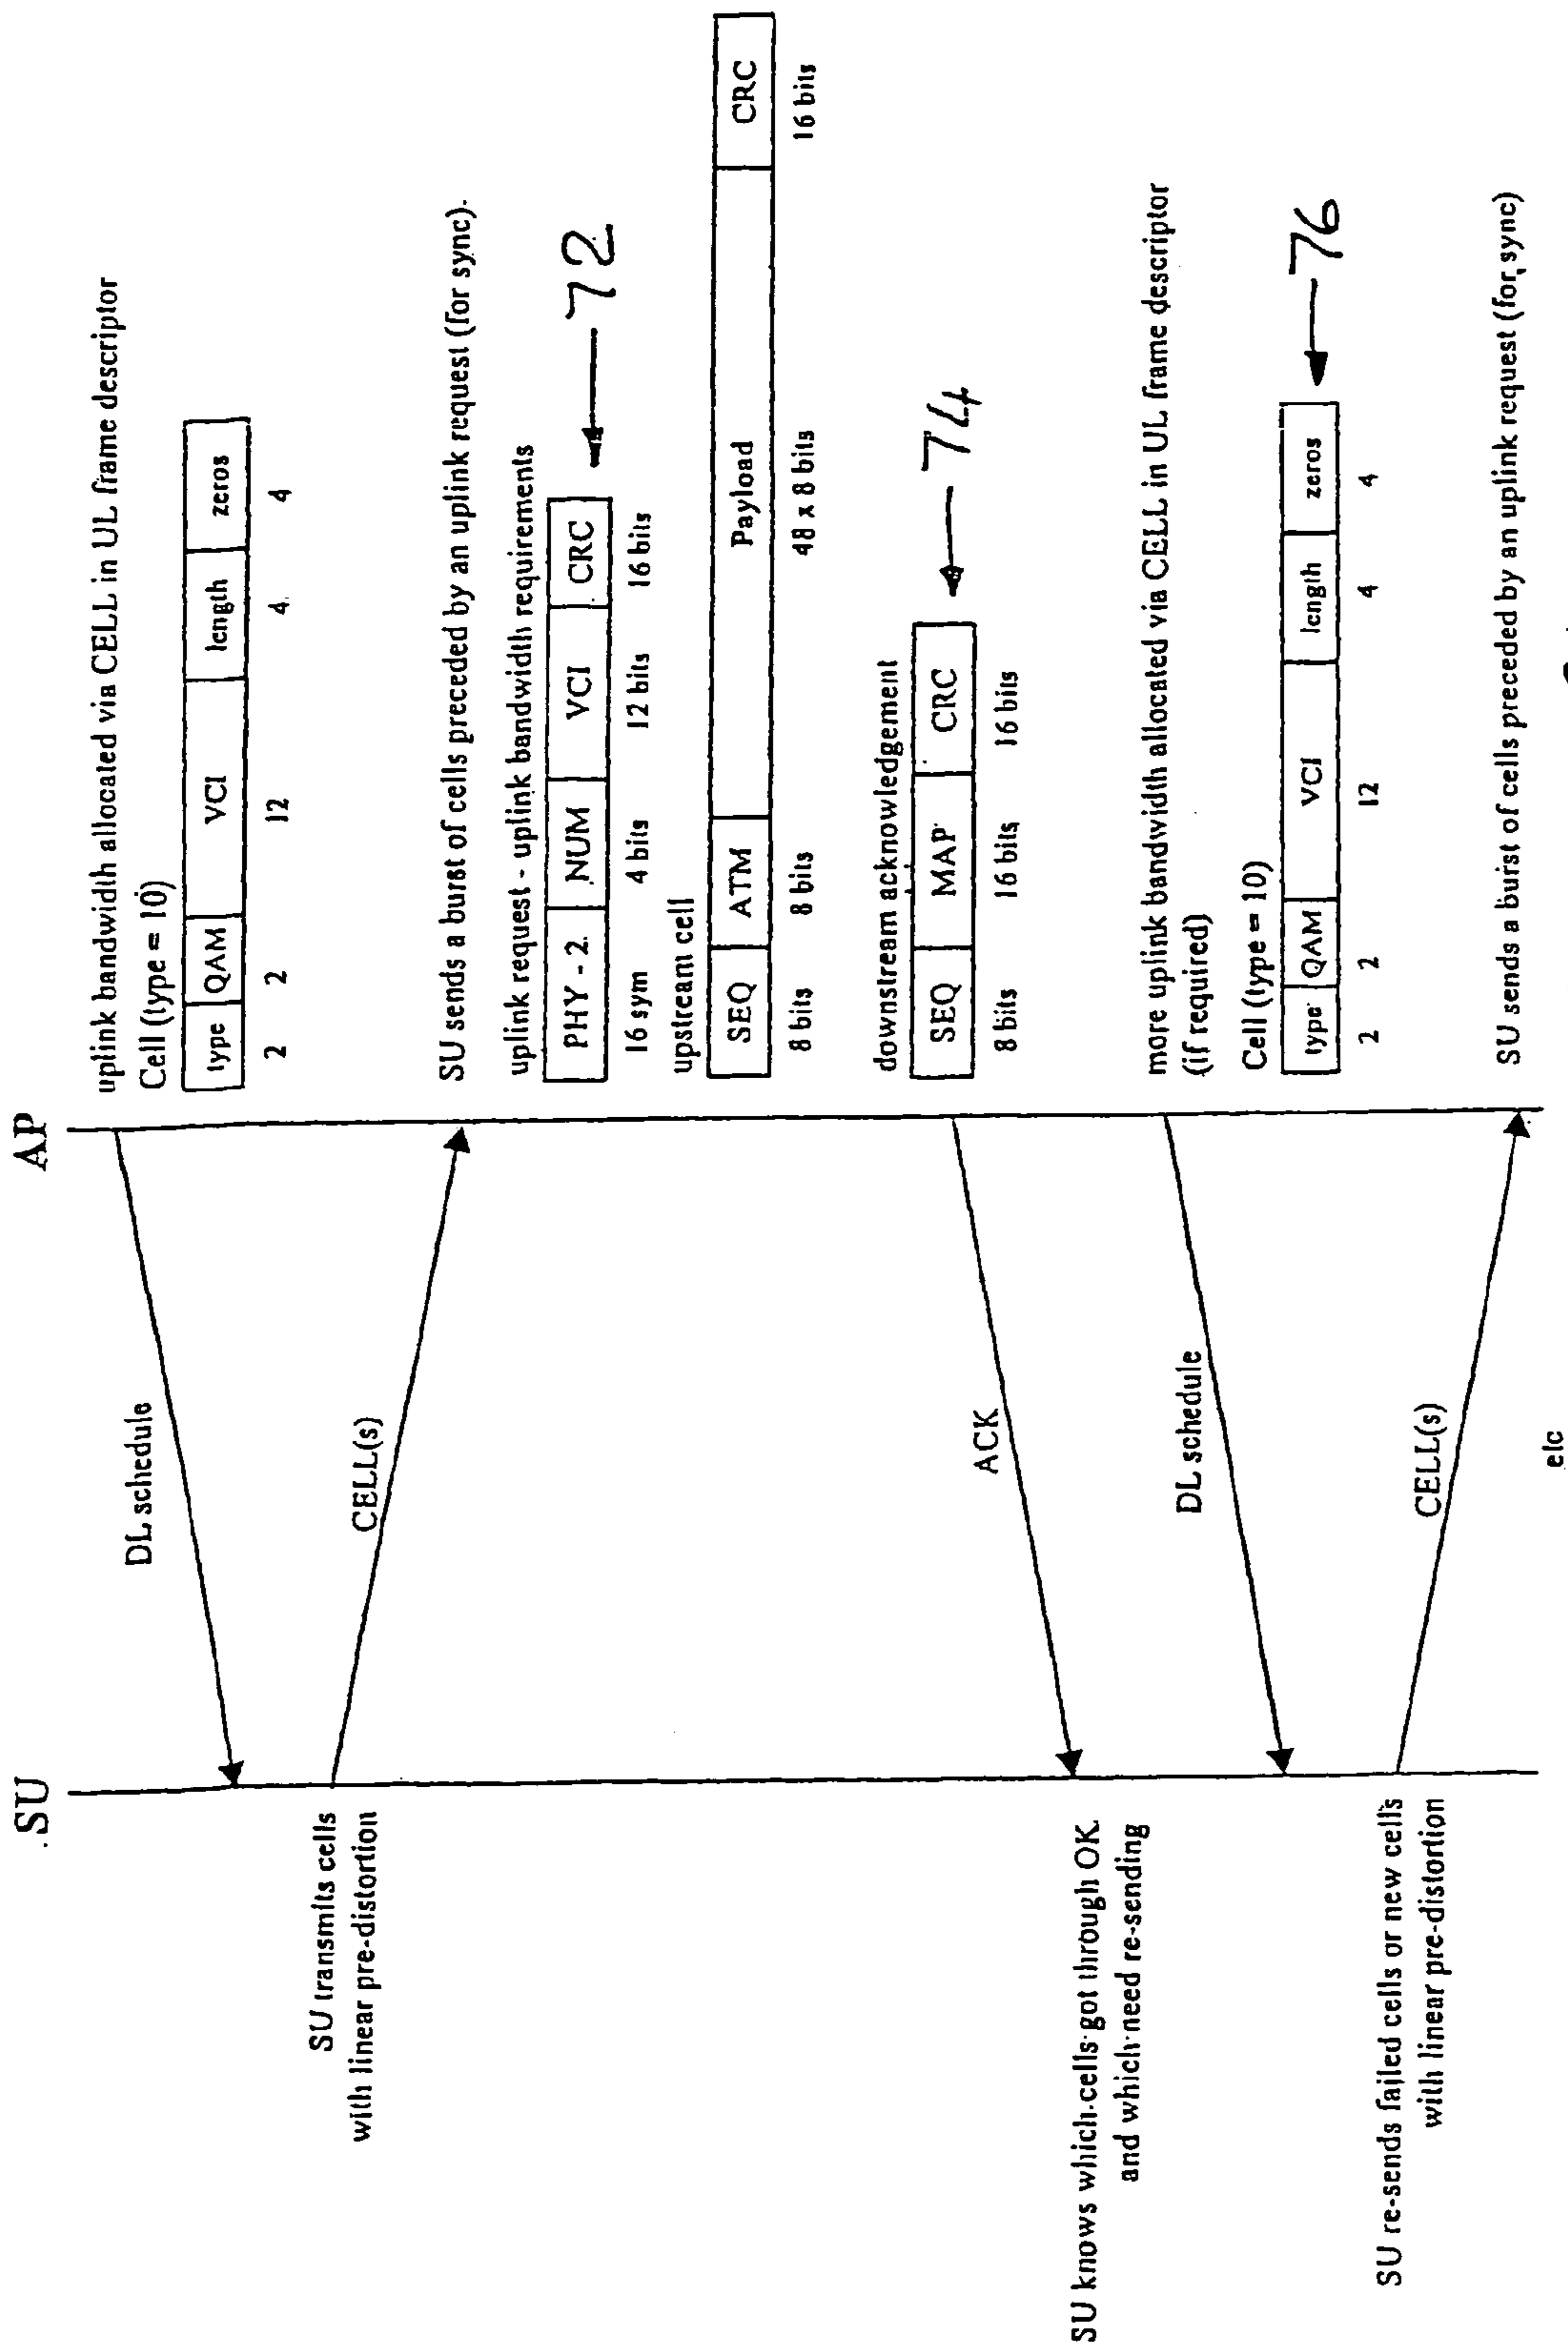 SU
AP
DL schedule
uplink bandwidth allocated via CELL in UL frame descriptor
Cell (type = 10)
type QAM VCI length zeros
2 2 12 4 4
SU transmits cells
with linear pre-distortion
CELL(s)
SU sends a burst of cells preceded by an uplink request (for sync).
uplink request - uplink bandwidth requirements
PHY - 2 NUM VCI CRC
72
16 sym 4 bits 12 bits 16 bits
upstream cell
SEQ ATM Payload CRC
8 bits 8 bits 48 x 8 bits 16 bits
downstream acknowledgement
SEQ MAP CRC
74
8 bits 16 bits 16 bits
ACK
SU knows which cells got through OK
and which need re-sending
more uplink bandwidth allocated via CELL in UL frame descriptor
(if required)
DL schedule
Cell (type = 10)
type QAM VCI length zeros
76
2 2 12 4 4
SU re-sends failed cells or new cells
with linear pre-distortion
CELL(s)
SU sends a burst of cells preceded by an uplink request (for sync)
etc